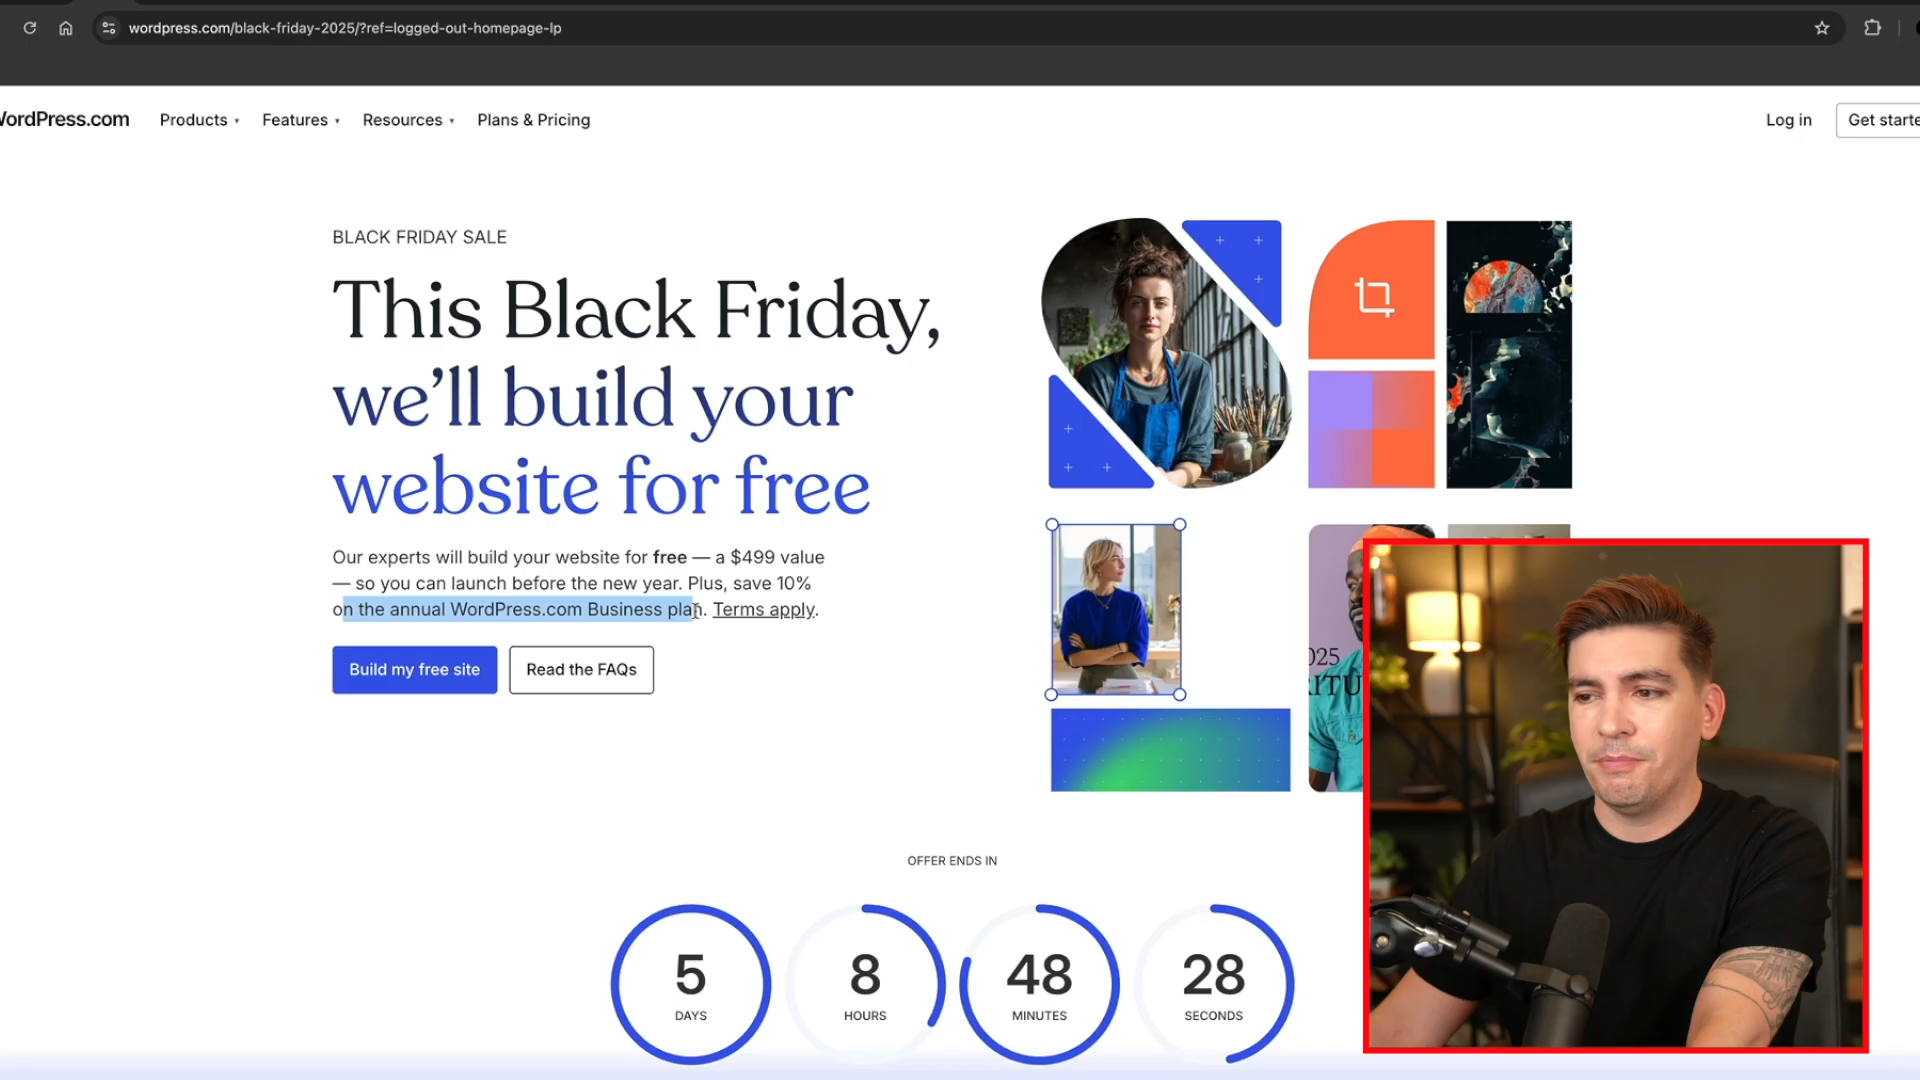 wordpress.com/black-friday-2025/?ref=logged-out-homepage-lp
WordPress.com Products Features Resources Plans & Pricing Log in Get starte
BLACK FRIDAY SALE
This Black Friday,
we’ll build your
website for free
Our experts will build your website for free — a $499 value
— so you can launch before the new year. Plus, save 10%
on the annual WordPress.com Business plan. Terms apply.
Build my free site Read the FAQs
025
RITU
OFFER ENDS IN
5 8 48 28
DAYS HOURS MINUTES SECONDS